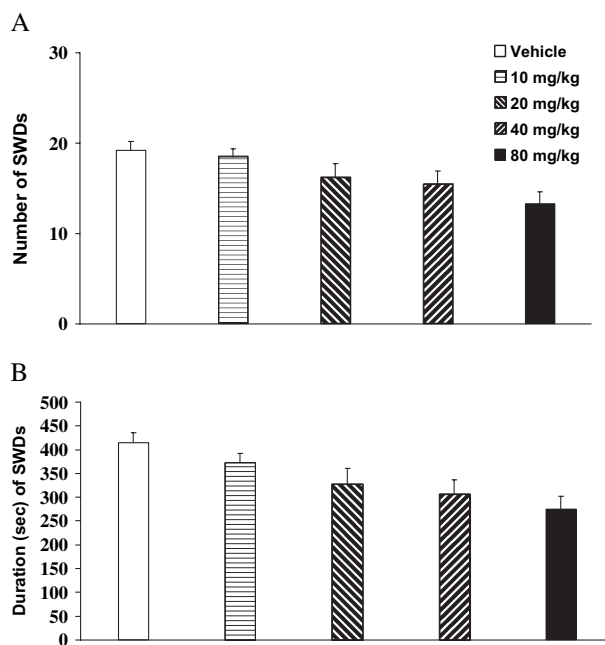 A
Number of SWDs
30
20
10
0
Vehicle
10 mg/kg
20 mg/kg
40 mg/kg
80 mg/kg
B
Duration (sec) of SWDs
500
450
400
350
300
250
200
150
100
50
0